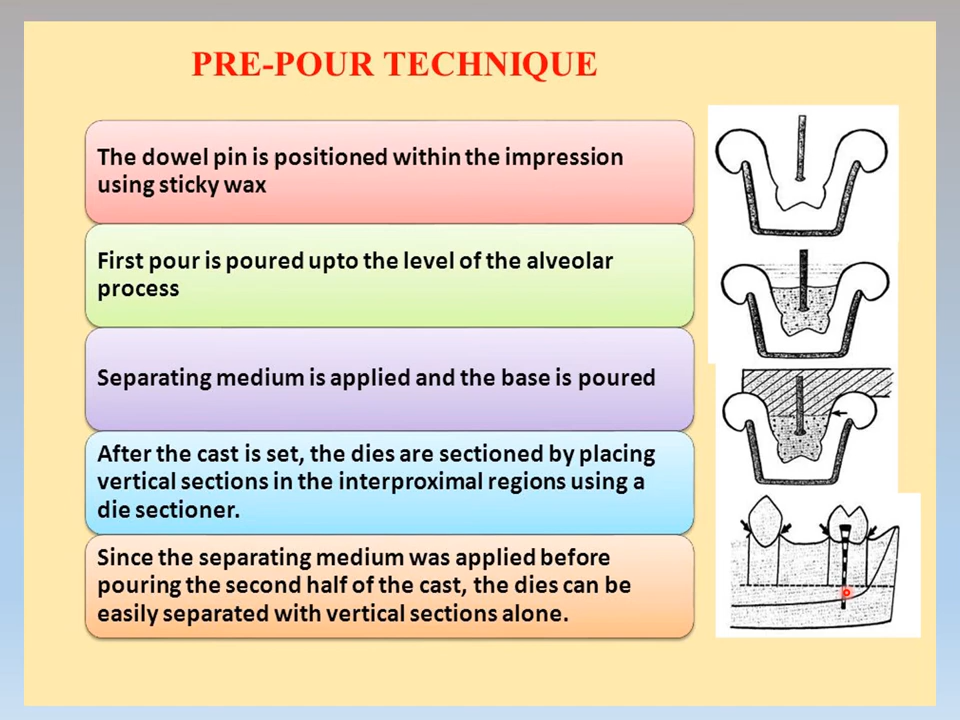 PRE-POUR TECHNIQUE
The dowel pin is positioned within the impression
using sticky wax
First pour is poured upto the level of the alveolar
process
Separating medium is applied and the base is poured
After the cast is set, the dies are sectioned by placing
vertical sections in the interproximal regions using a
die sectioner.
Since the separating medium was applied before
pouring the second half of the cast, the dies can be
easily separated with vertical sections alone.